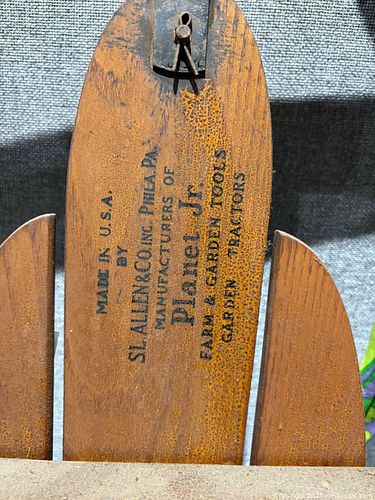 MADE IN U.S.A.
BY
S.L. ALLEN & CO. INC. PHILA. PA.
MANUFACTURERS OF
Planet Jr.
FARM & GARDEN TOOLS
GARDEN TRACTORS